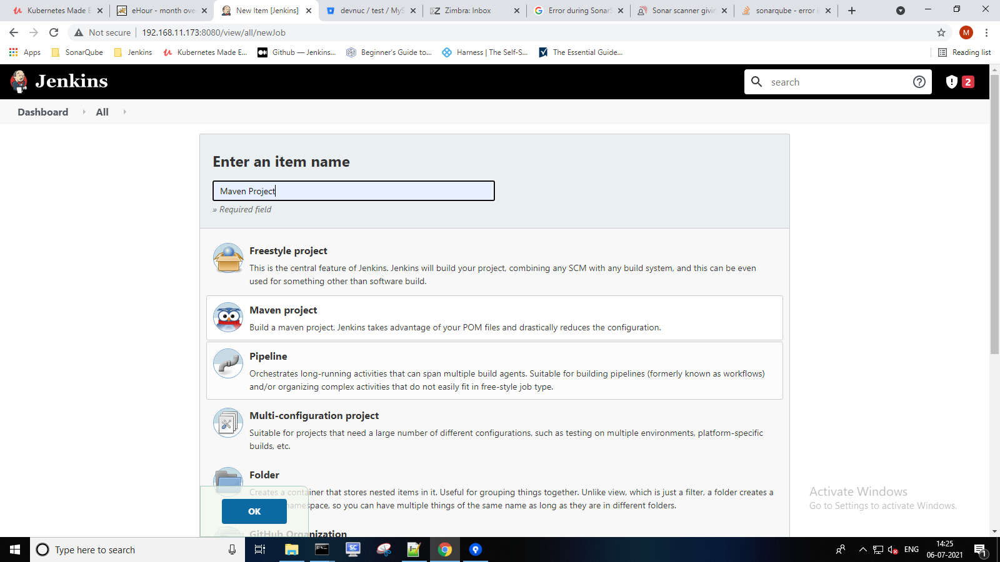 Kubernetes Made E
eHour - month ove
New Item [Jenkins]
devnuc / test / MyS
Zimbra: Inbox
Error during SonarS
Sonar scanner givin
sonarqube - error i
Not secure
192.168.11.173:8080/view/all/newJob
M
Apps
SonarQube
Jenkins
Kubernetes Made E...
Github — Jenkins...
Beginner's Guide to...
Harness | The Self-S...
The Essential Guide...
Reading list
Jenkins
search
2
Dashboard
All
Enter an item name
Maven Project
» Required field
Freestyle project
This is the central feature of Jenkins. Jenkins will build your project, combining any SCM with any build system, and this can be even
used for something other than software build.
Maven project
Build a maven project. Jenkins takes advantage of your POM files and drastically reduces the configuration.
Pipeline
Orchestrates long-running activities that can span multiple build agents. Suitable for building pipelines (formerly known as workflows)
and/or organizing complex activities that do not easily fit in free-style job type.
Multi-configuration project
Suitable for projects that need a large number of different configurations, such as testing on multiple environments, platform-specific
builds, etc.
Folder
Creates a container that stores nested items in it. Useful for grouping things together. Unlike view, which is just a filter, a folder creates a
namespace, so you can have multiple things of the same name as long as they are in different folders.
OK
GitHub Organization
Activate Windows
Go to Settings to activate Windows.
Type here to search
SC
ENG
14:25
06-07-2021
1